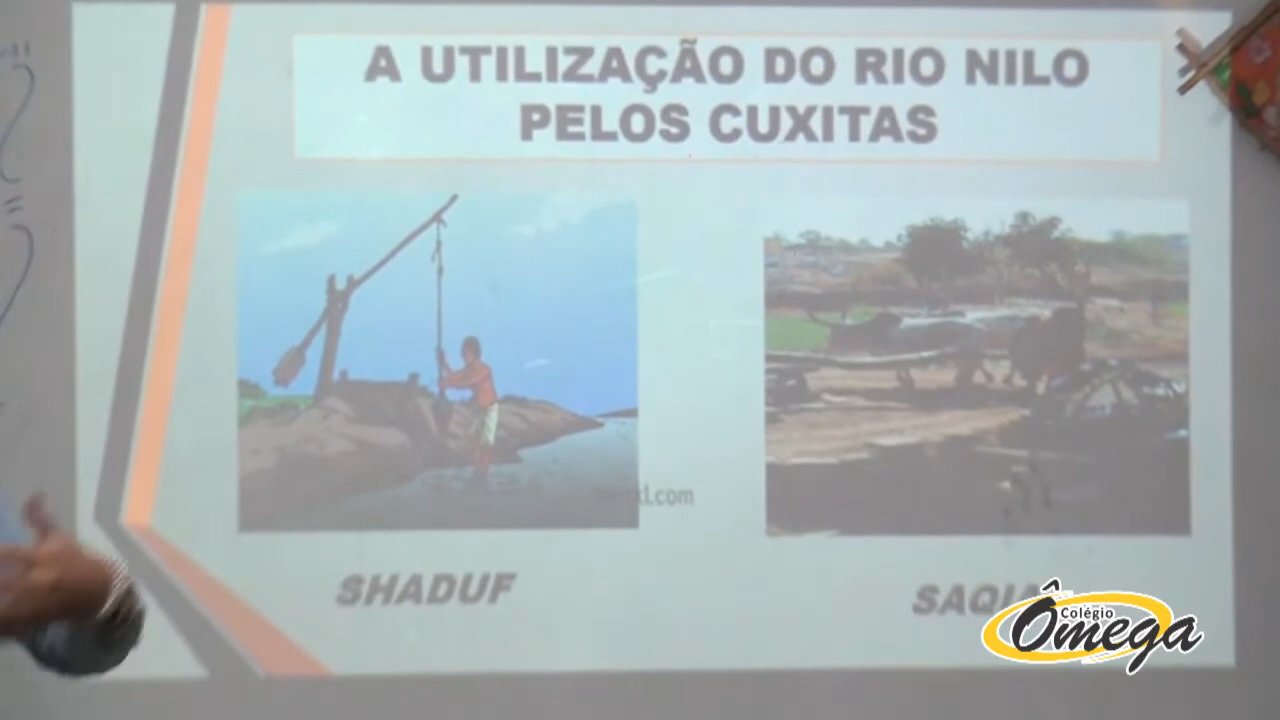 A UTILIZAÇÃO DO RIO NILO
PELOS CUXITAS
SHADUF
Colégio
Ômega